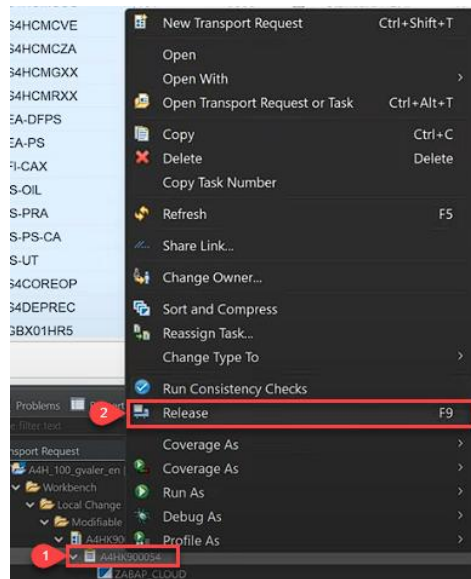 S4HCMCVE
S4HCMCZA
S4HCMGXX
S4HCMRXX
EA-DFPS
EA-PS
FI-CAX
S-OIL
S-PRA
S-PS-CA
S-UT
S4COREOP
S4DEPREC
GBX01HR5
New Transport Request Ctrl+Shift+T
Open
Open With
Open Transport Request or Task Ctrl+Alt+T
Copy Ctrl+C
Delete Delete
Copy Task Number
Refresh F5
Share Link...
Change Owner...
Sort and Compress
Reassign Task...
Change Type To
Run Consistency Checks
Release F9
Coverage As
Coverage As
Run As
Debug As
Profile As
Problems
2
filter text
nsport Request
A4H_100_gvaler_en
Workbench
Local Change
Modifiable
A4HK90
1
A4HK900054
ZABAP_CLOUD